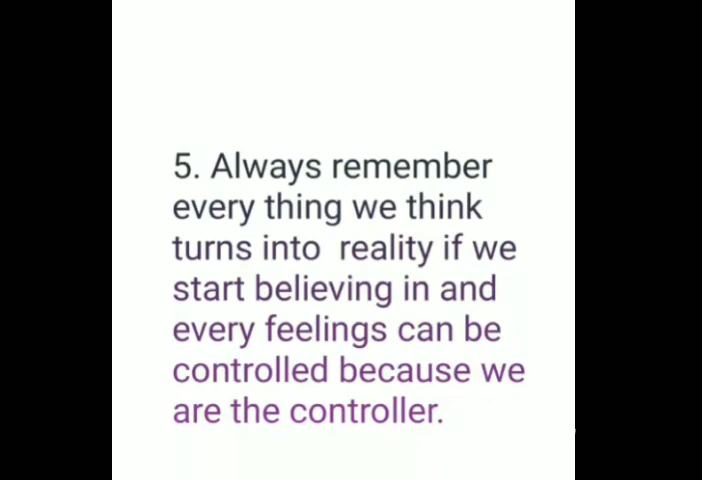 5. Always remember
every thing we think
turns into  reality if we
start believing in and
every feelings can be
controlled because we
are the controller.